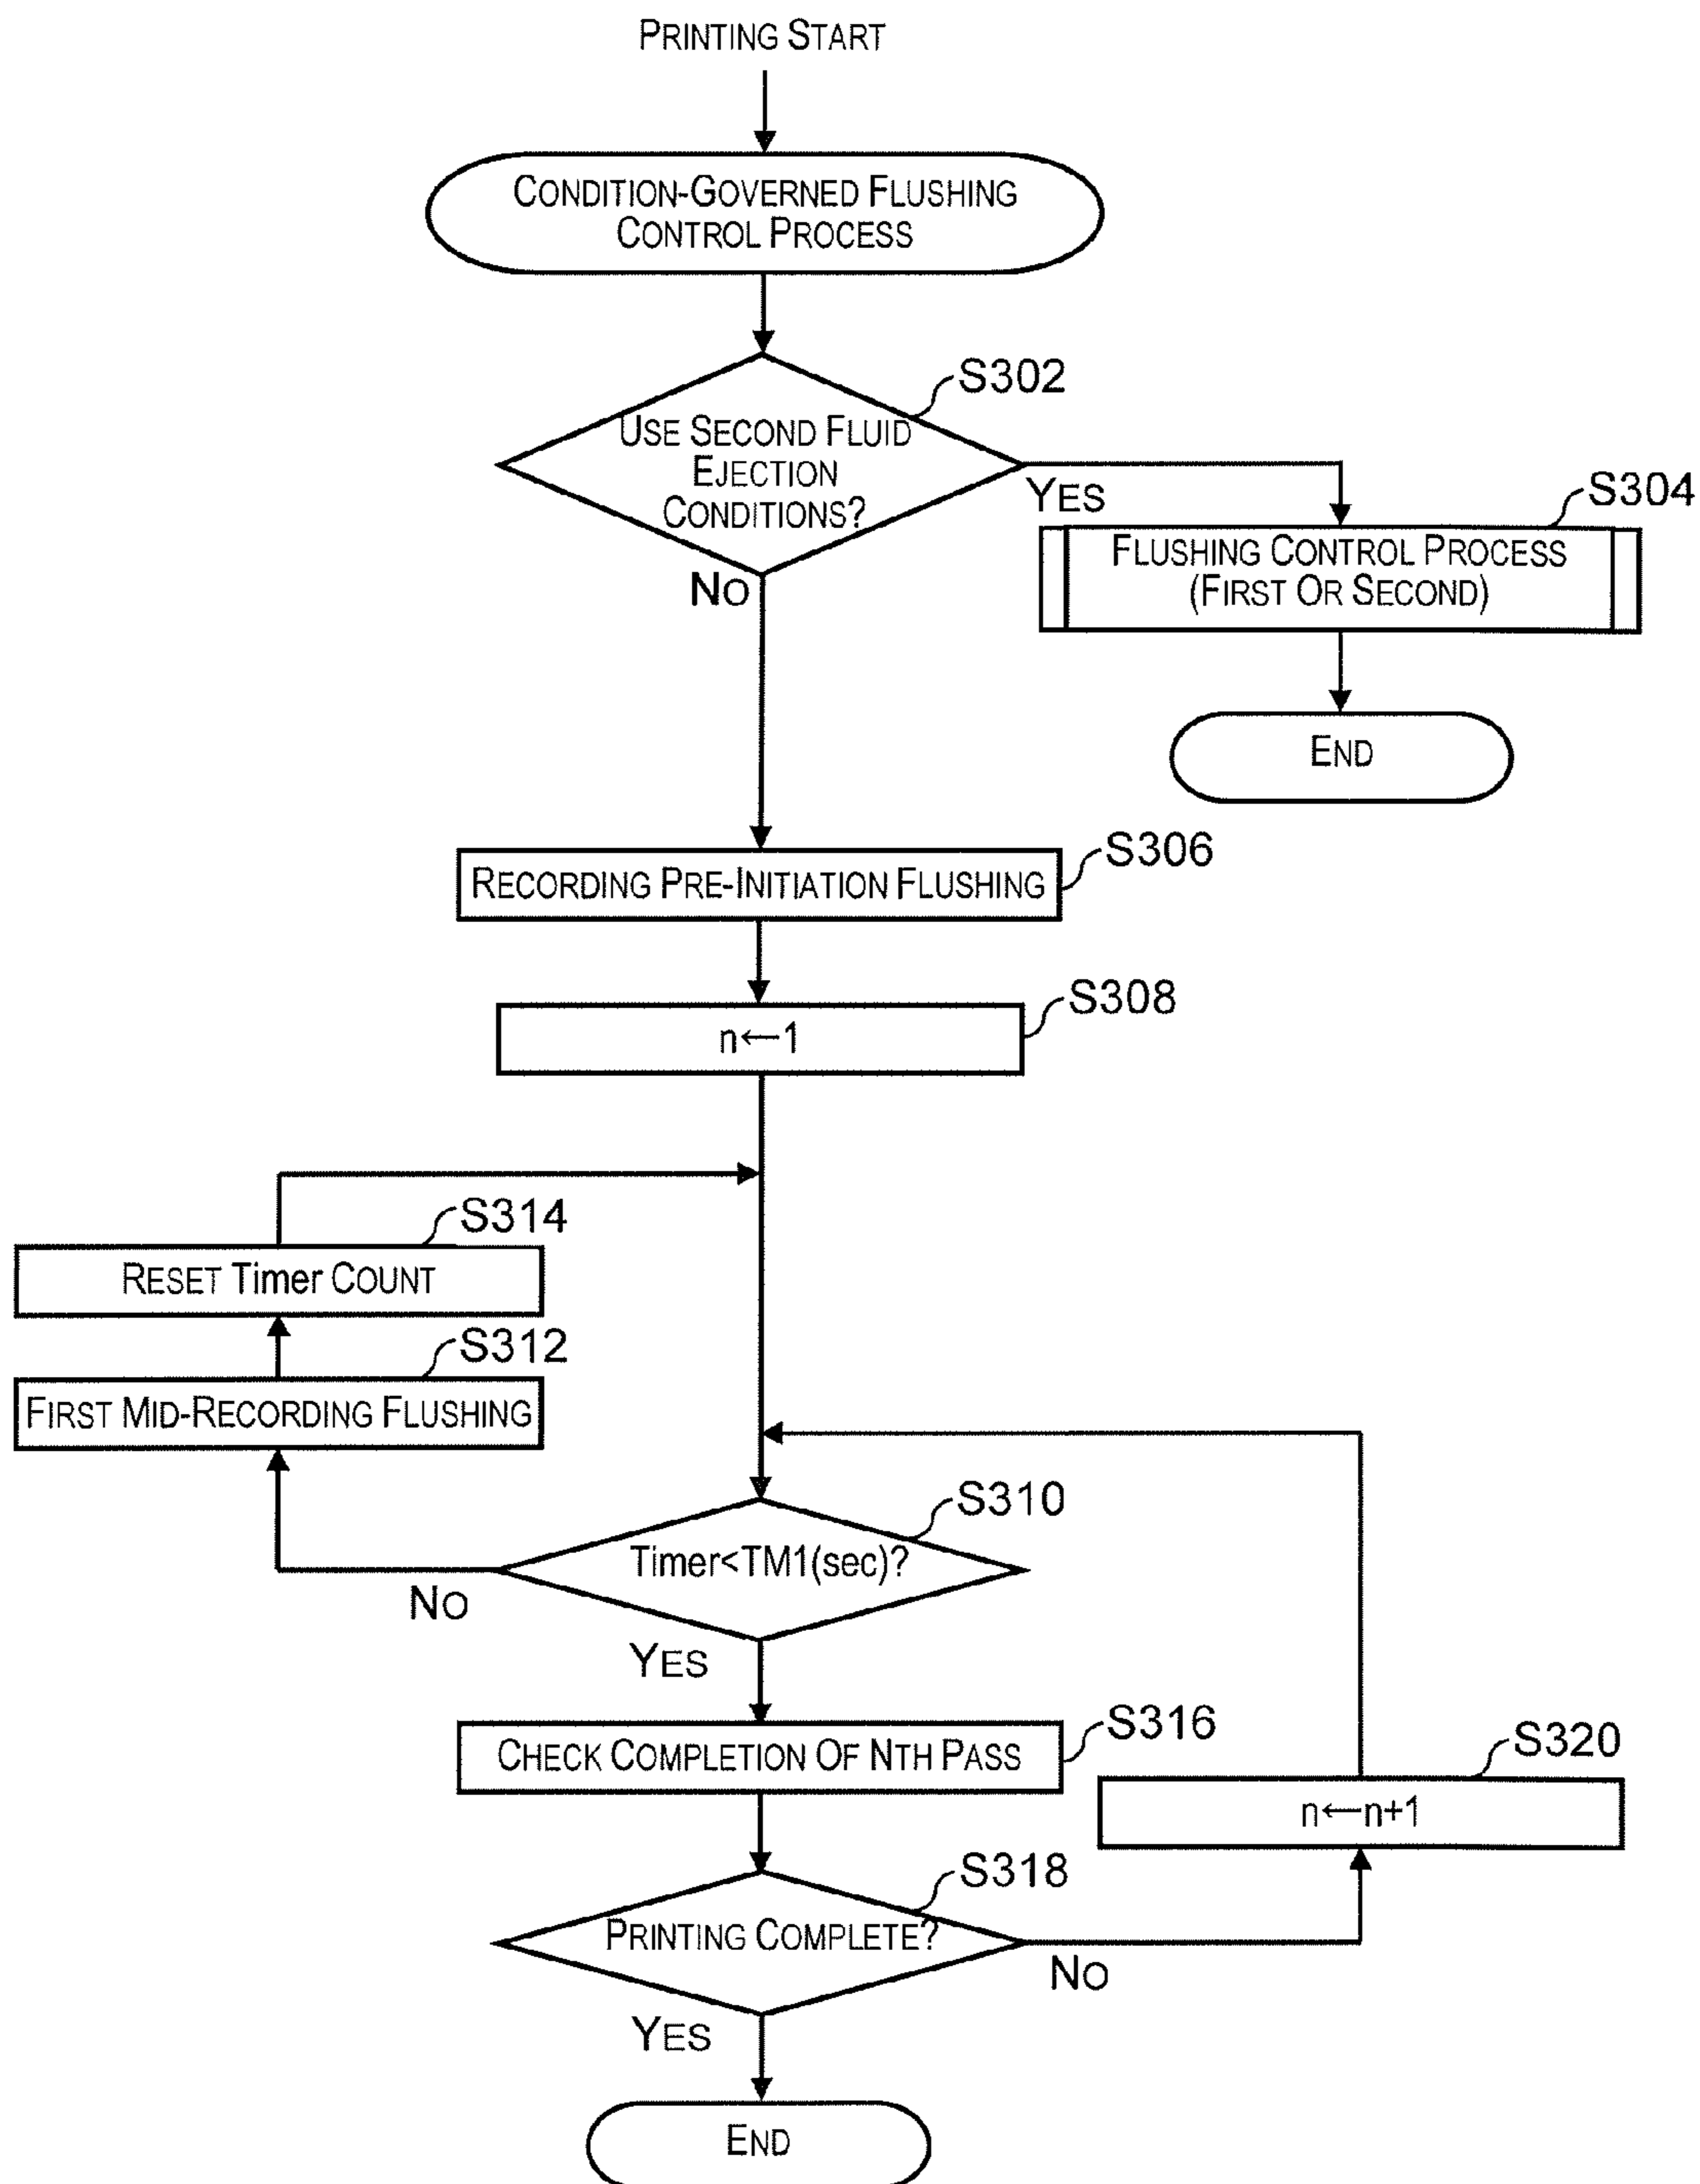 PRINTING START
CONDITION-GOVERNED FLUSHING
CONTROL PROCESS
S302
USE SECOND FLUID
EJECTION
CONDITIONS?
YES
NO
S304
FLUSHING CONTROL PROCESS
(FIRST OR SECOND)
END
S306
RECORDING PRE-INITIATION FLUSHING
S308
n←1
S314
RESET Timer COUNT
S312
FIRST MID-RECORDING FLUSHING
S310
Timer<TM1(sec)?
NO
YES
S316
CHECK COMPLETION OF NTH PASS
S320
n←n+1
S318
PRINTING COMPLETE?
NO
YES
END